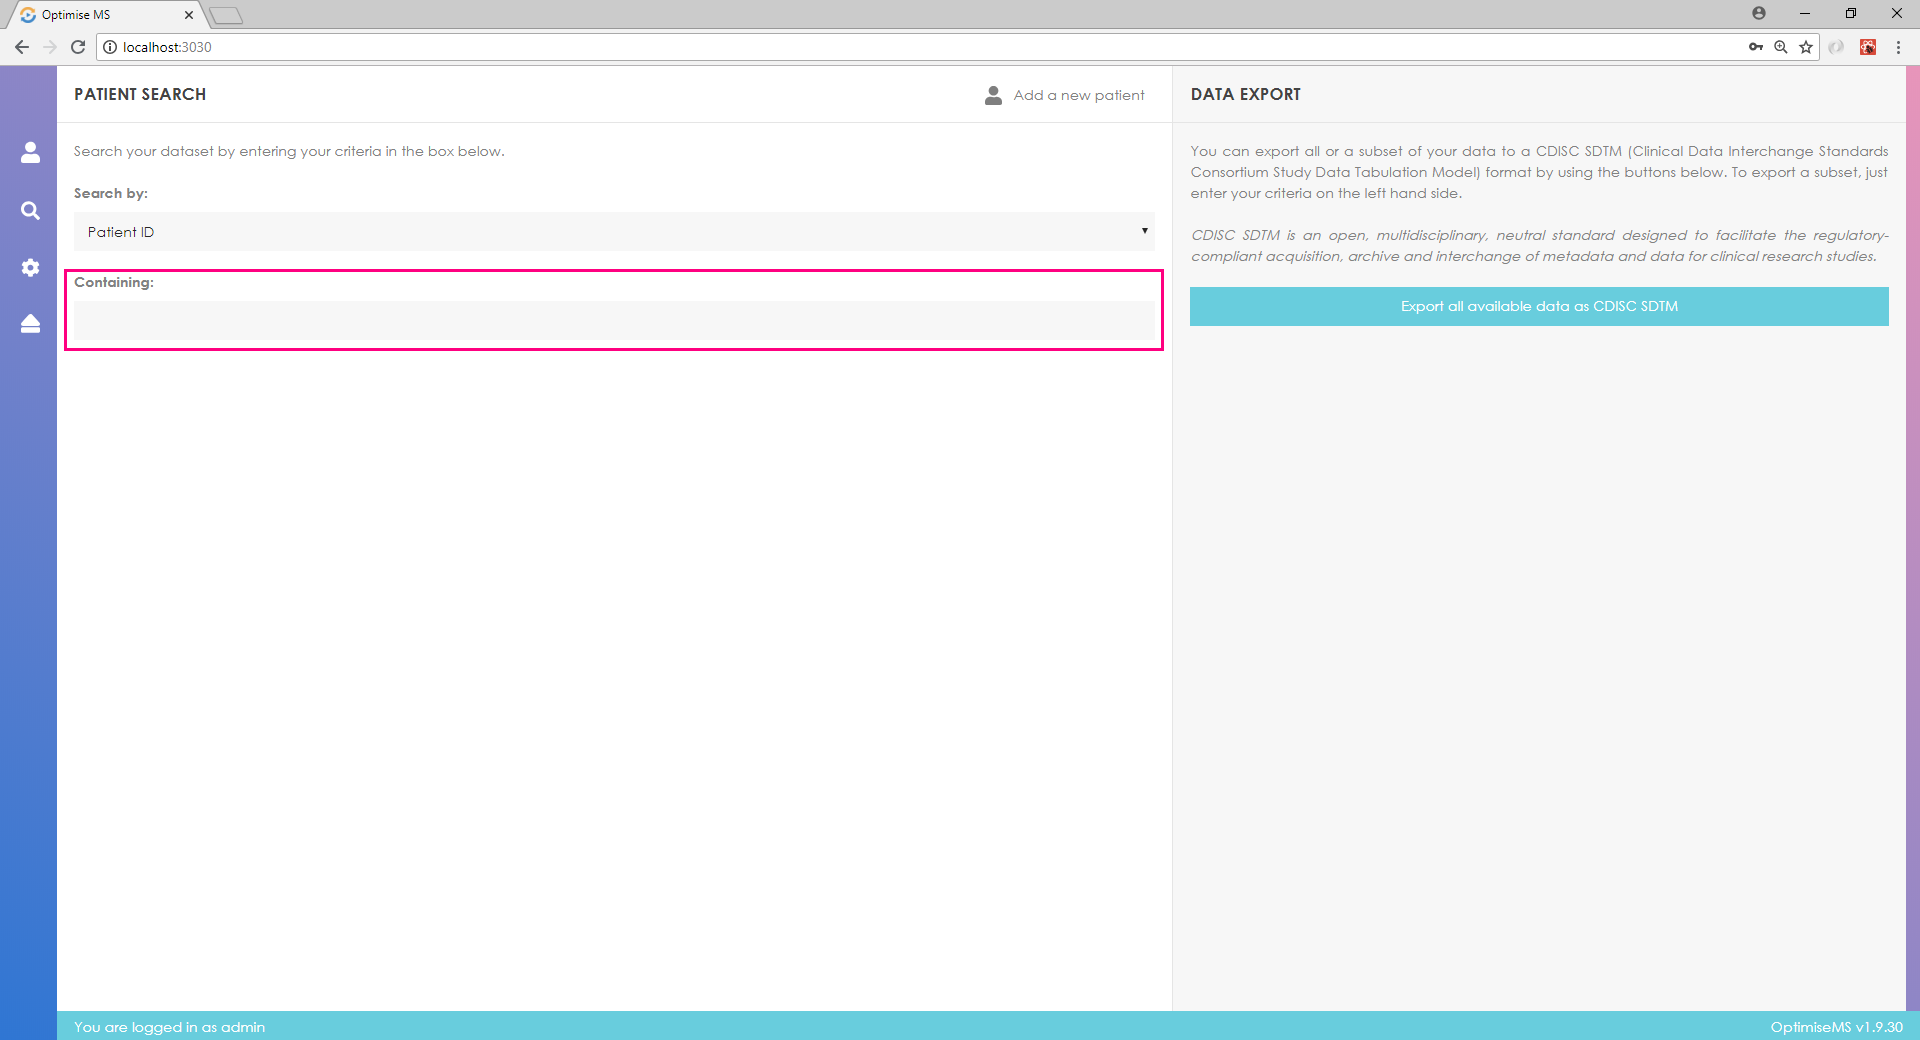 Optimise MS
localhost:3030
PATIENT SEARCH
Add a new patient
Search your dataset by entering your criteria in the box below.
Search by:
Patient ID
Containing:
DATA EXPORT
You can export all or a subset of your data to a CDISC SDTM (Clinical Data Interchange Standards
Consortium Study Data Tabulation Model) format by using the buttons below. To export a subset, just
enter your criteria on the left hand side.
CDISC SDTM is an open, multidisciplinary, neutral standard designed to facilitate the regulatory-
compliant acquisition, archive and interchange of metadata and data for clinical research studies.
Export all available data as CDISC SDTM
You are logged in as admin
OptimiseMS v1.9.30